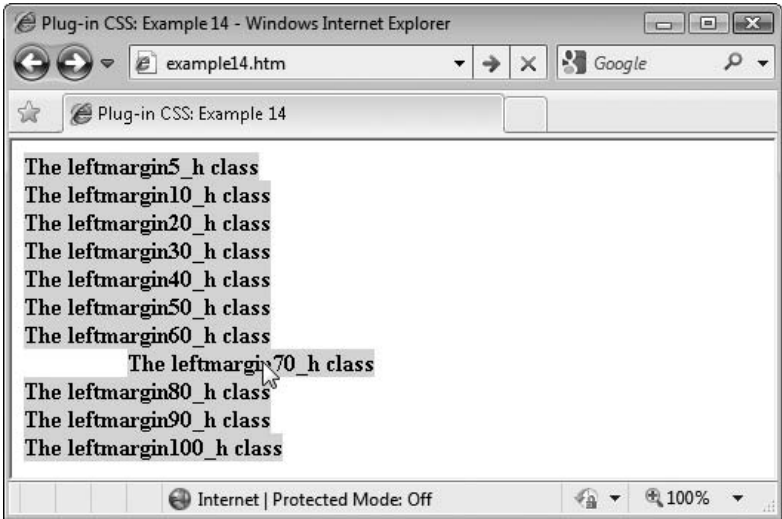 Plug-in CSS: Example 14 - Windows Internet Explorer
example14.htm
Google
Plug-in CSS: Example 14
The leftmargin5_h class
The leftmargin10_h class
The leftmargin20_h class
The leftmargin30_h class
The leftmargin40_h class
The leftmargin50_h class
The leftmargin60_h class
The leftmargin70_h class
The leftmargin80_h class
The leftmargin90_h class
The leftmargin100_h class
Internet | Protected Mode: Off
100%